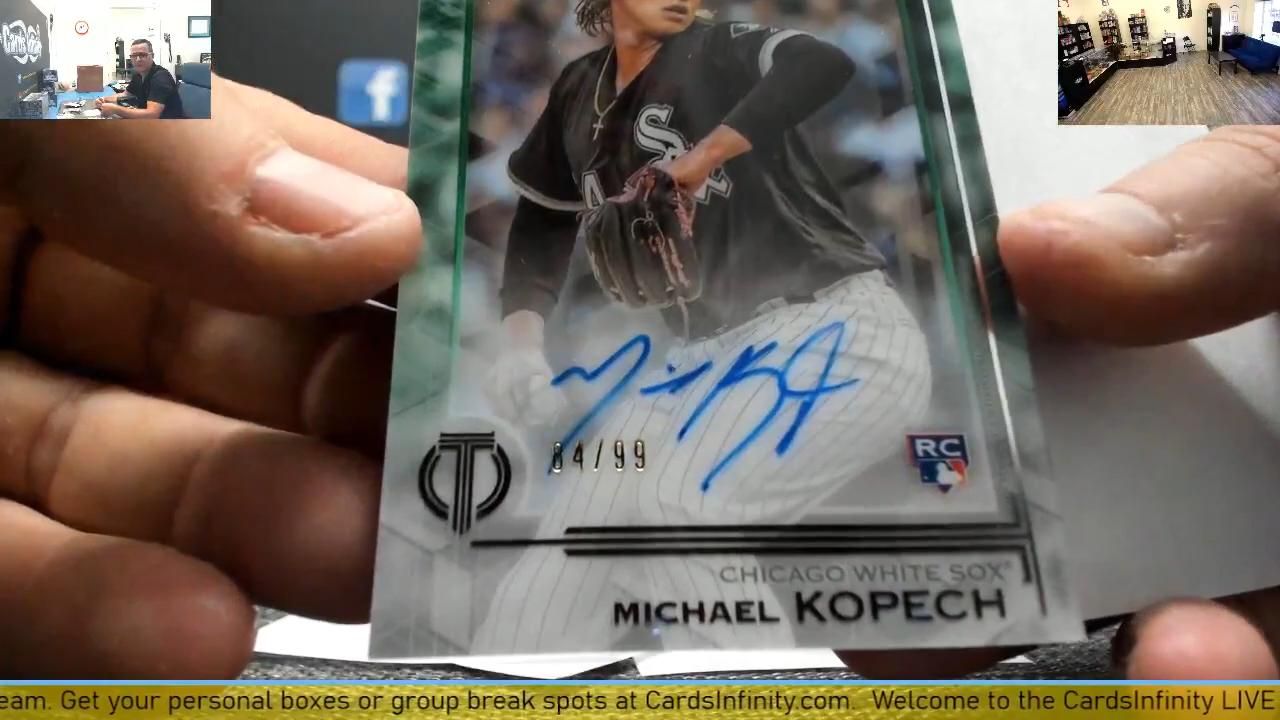 Sox
84/99
RC
CHICAGO WHITE SOX
MICHAEL KOPECH
eam. Get your personal boxes or group break spots at CardsInfinity.com. Welcome to the CardsInfinity LIVE